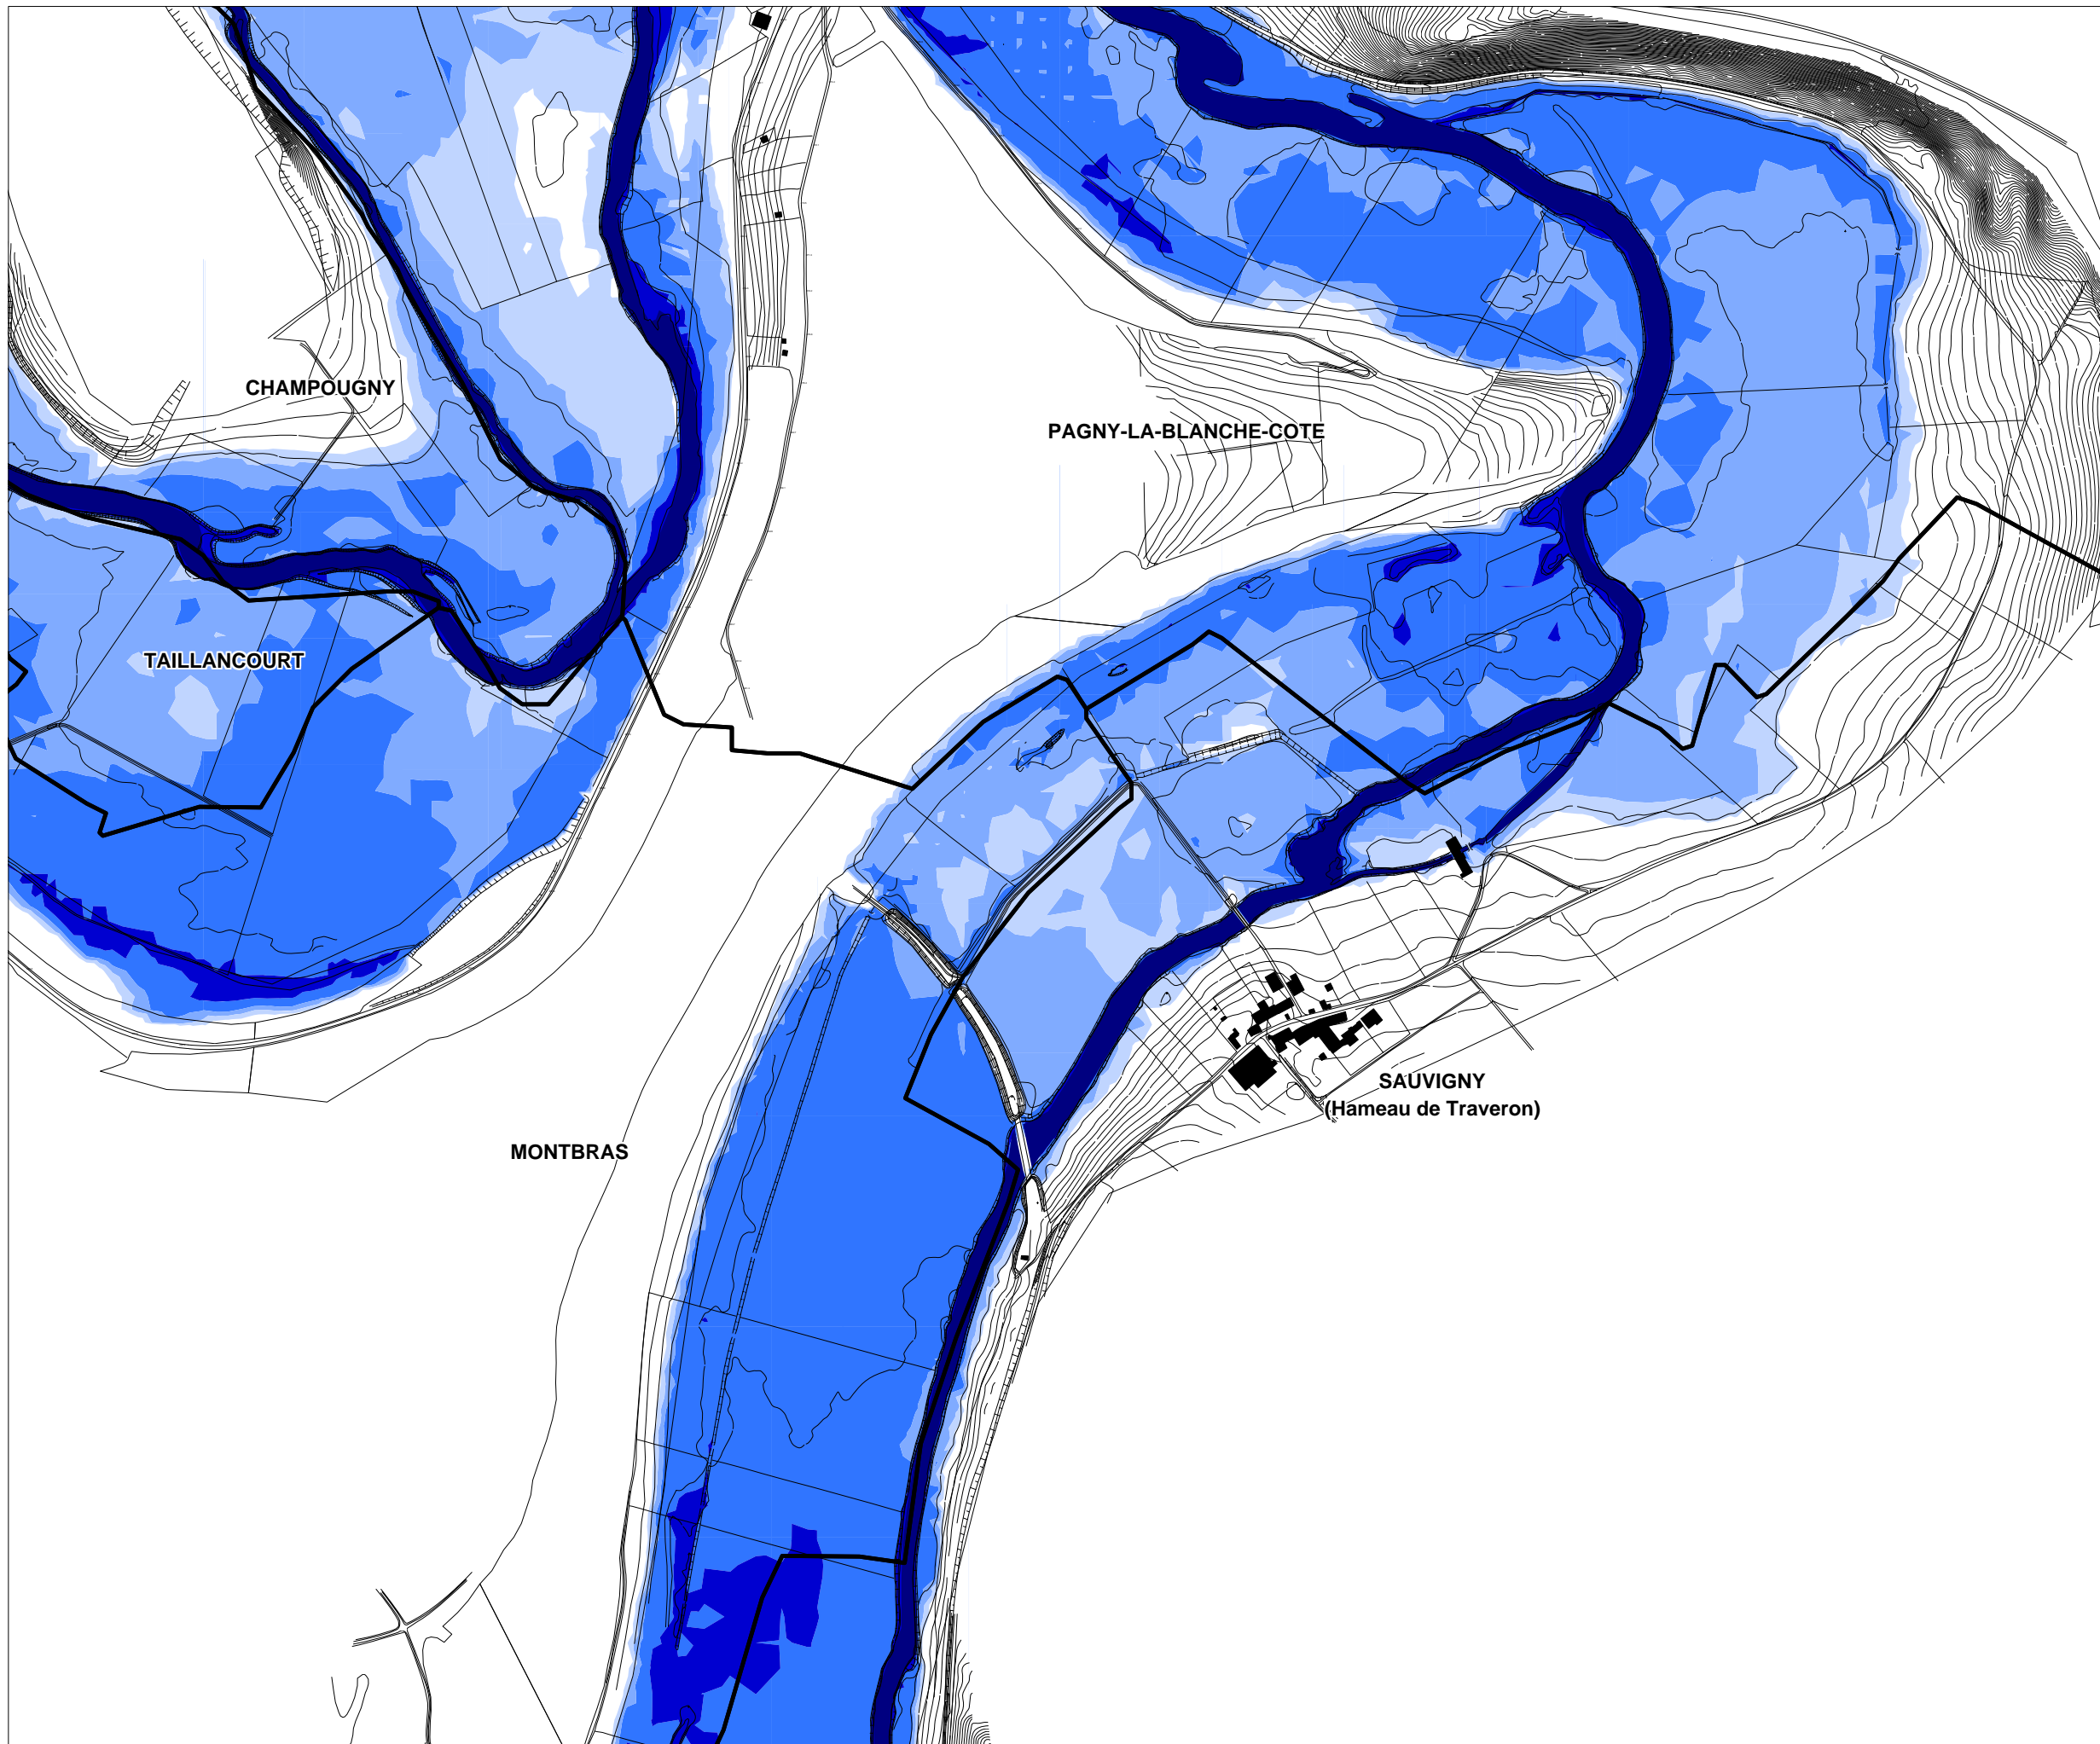 CHAMPOUGNY
PAGNY-LA-BLANCHE-COTE
TAILLANCOURT
SAUVIGNY
(Hameau de Traveron)
MONTBRAS